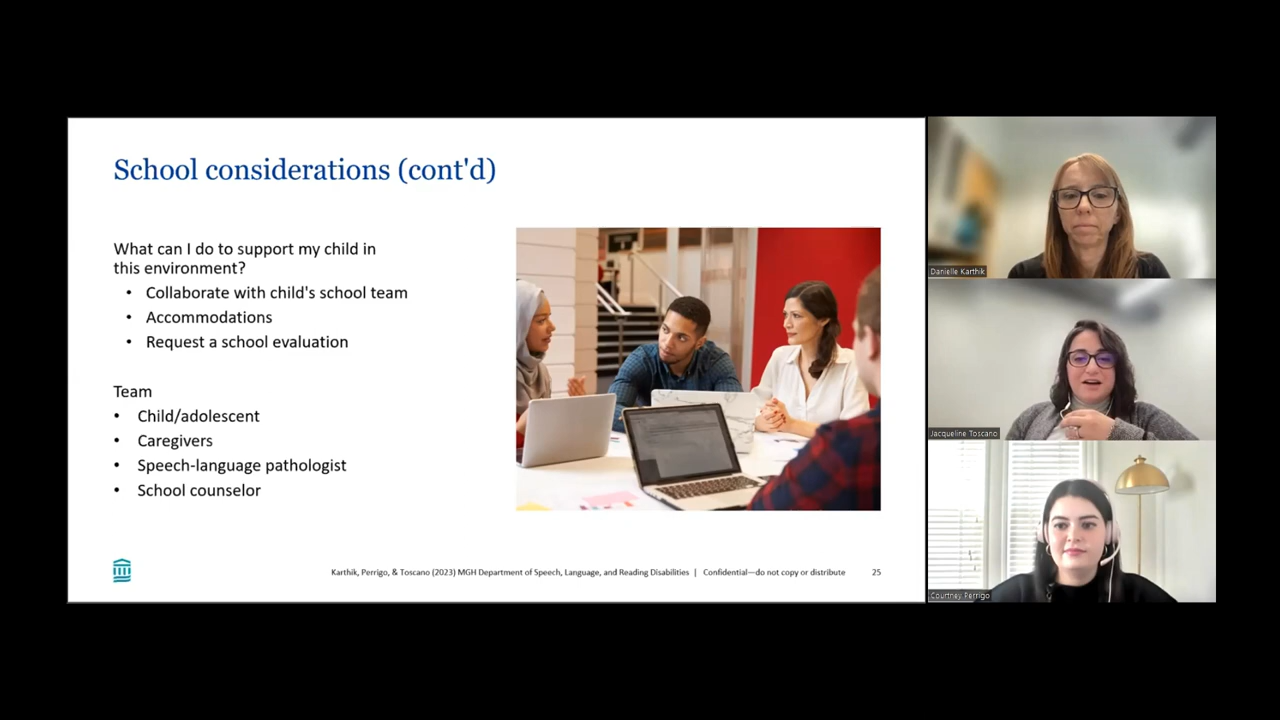 School considerations (cont'd)
What can I do to support my child in
this environment?
• Collaborate with child's school team
• Accommodations
• Request a school evaluation
Team
• Child/adolescent
• Caregivers
• Speech-language pathologist
• School counselor
Karthik, Perrigo, & Toscano (2023) MGH Department of Speech, Language, and Reading Disabilities | Confidential—do not copy or distribute 25
Danielle Karthik
Jacqueline Toscano
Courtney Perrigo